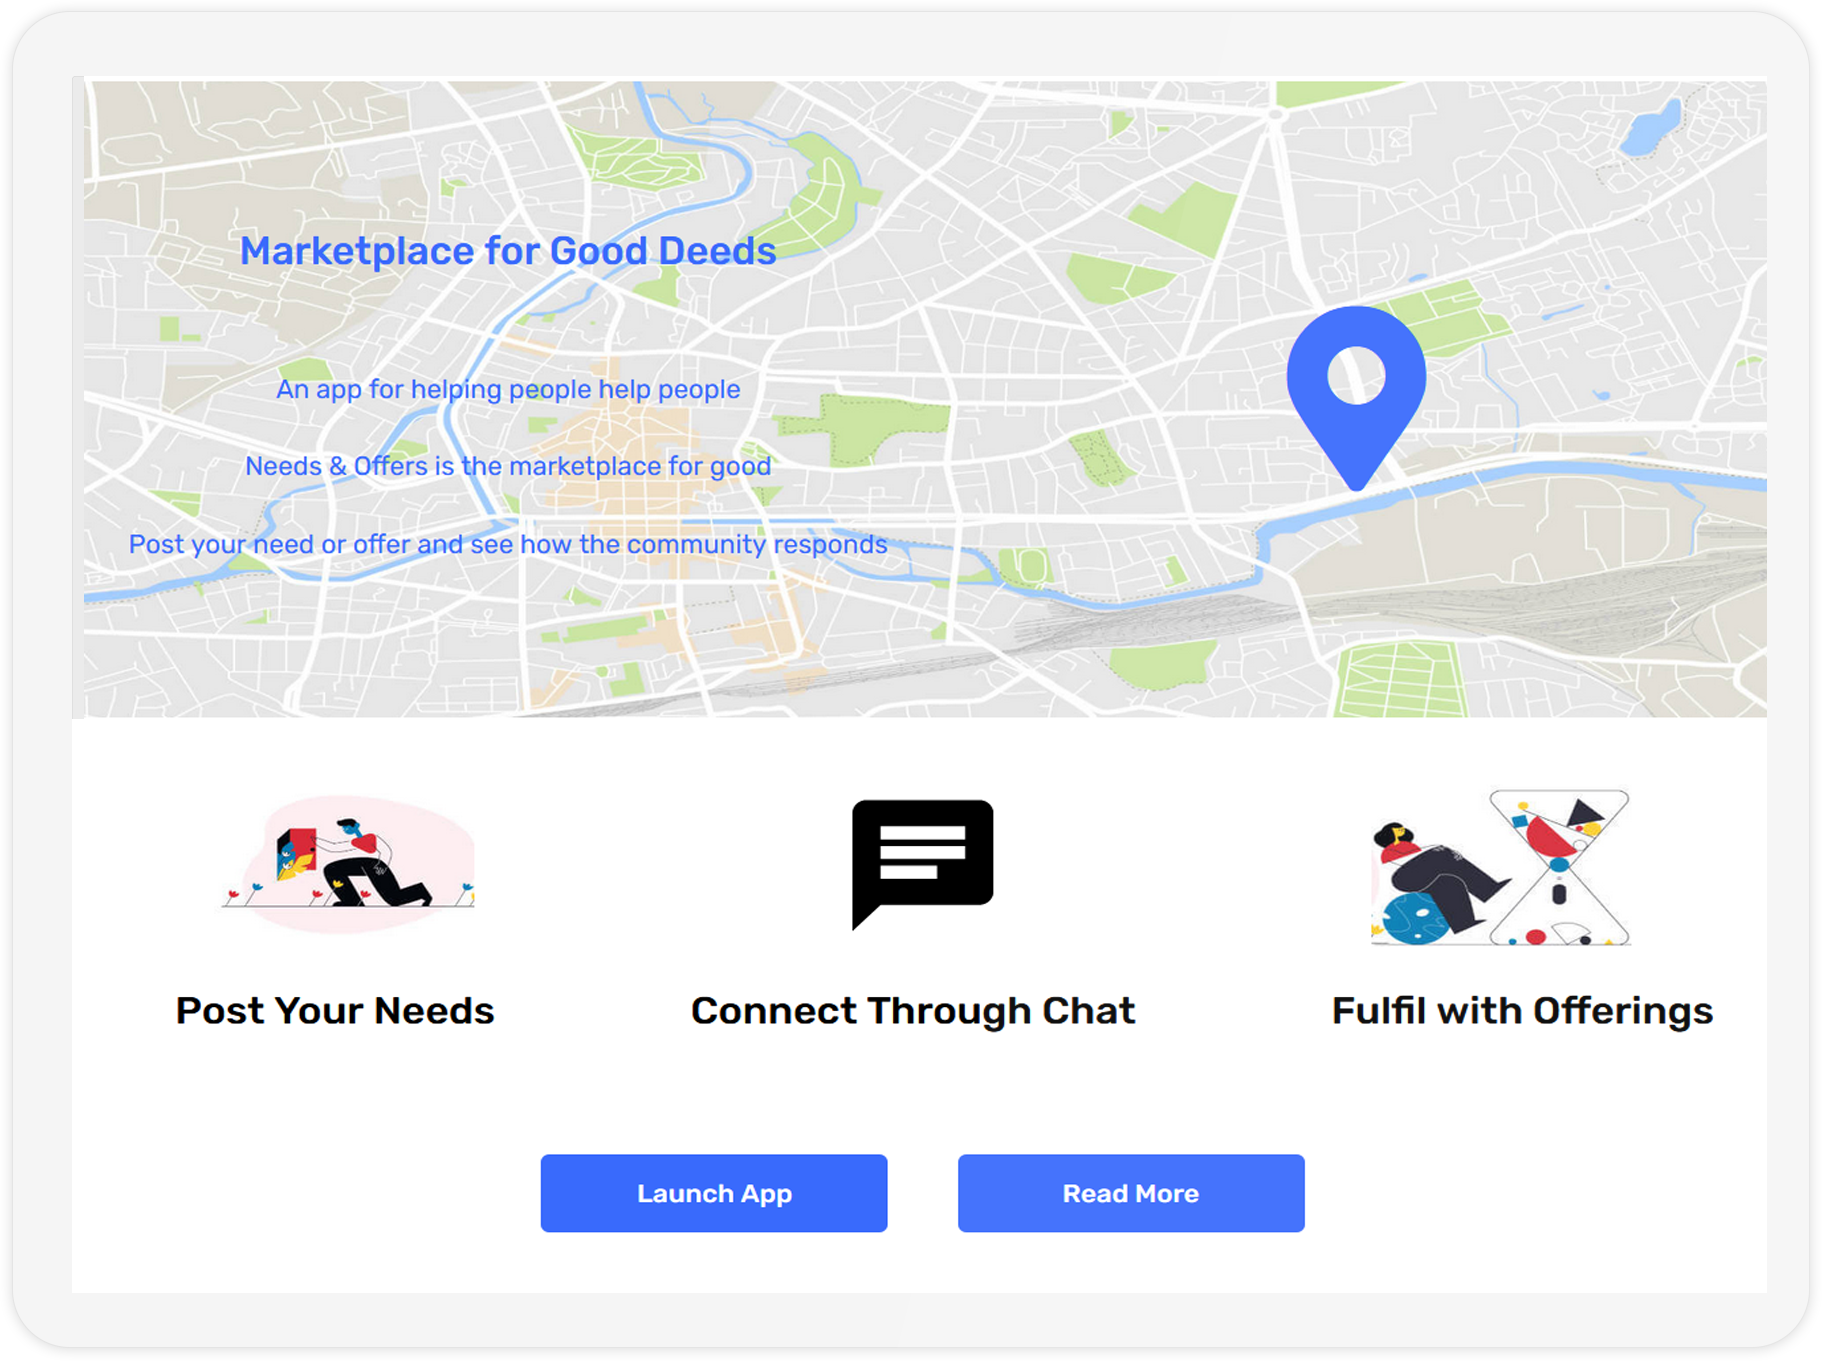 Marketplace for Good Deeds
An app for helping people help people
Needs & Offers is the marketplace for good
Post your need or offer and see how the community responds
Post Your Needs
Connect Through Chat
Fulfil with Offerings
Launch App
Read More